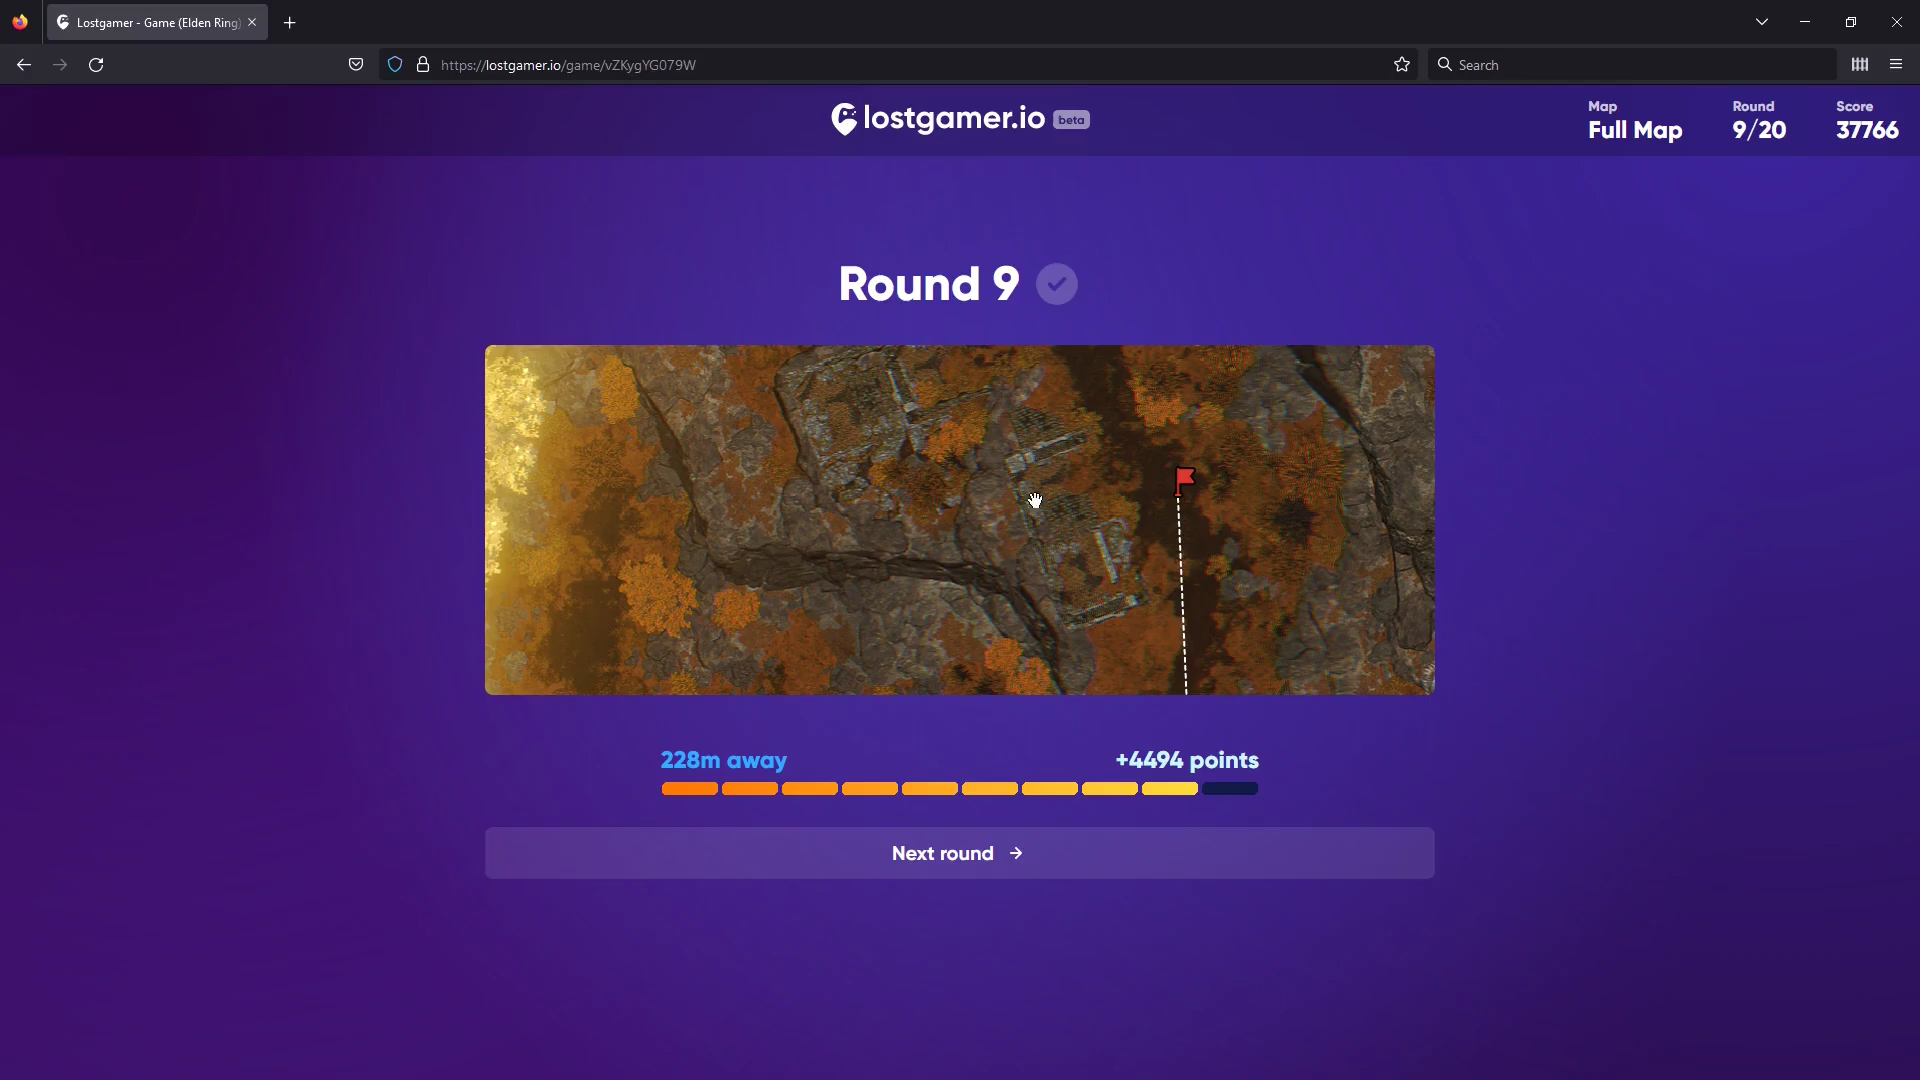 Lostgamer - Game (Elden Ring)
https://lostgamer.io/game/vZKygYG079W
Search
lostgamer.io beta
Map
Full Map
Round
9/20
Score
37766
Round 9
228m away
+4494 points
Next round →